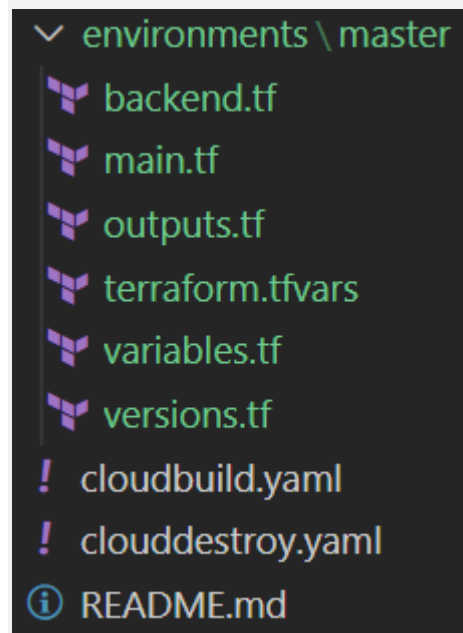 environments \ master
backend.tf
main.tf
outputs.tf
terraform.tfvars
variables.tf
versions.tf
! cloudbuild.yaml
! clouddestroy.yaml
README.md